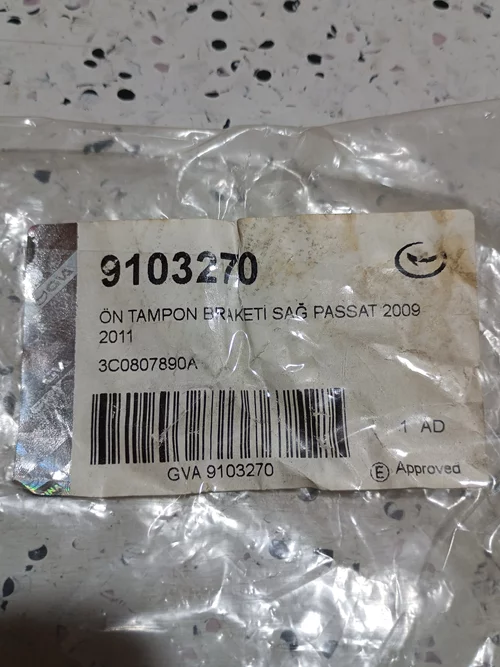 9103270
ÖN TAMPON BRAKETİ SAĞ PASSAT 2009
2011
3C0807890A
1 AD
GVA 9103270
E Approved